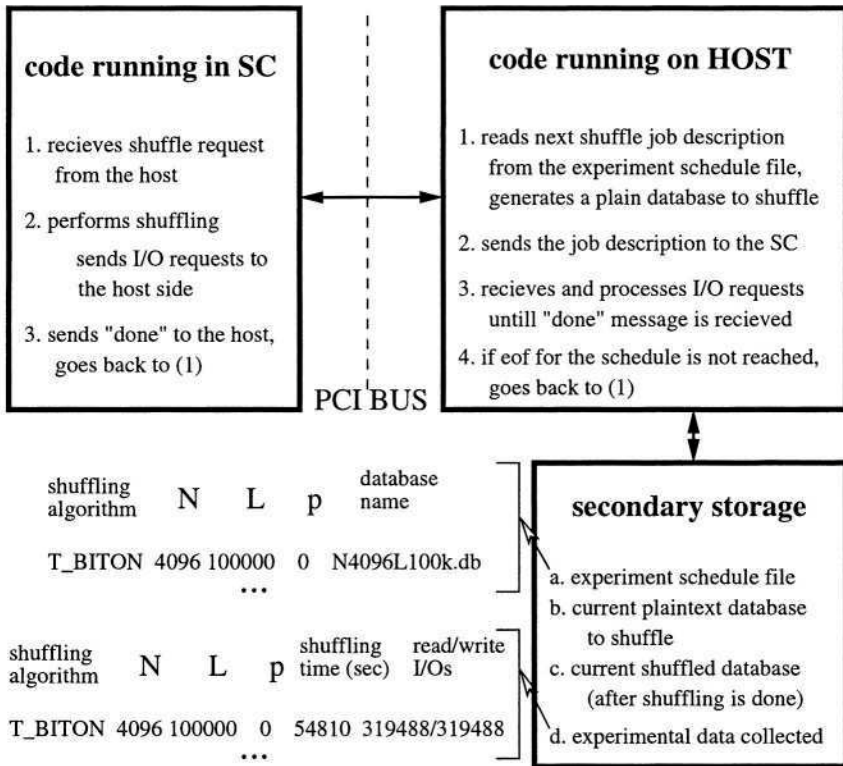 code running in SC
1. recieves shuffle request
from the host
2. performs shuffling
sends I/O requests to
the host side
3. sends "done" to the host,
goes back to (1)
PCI BUS
code running on HOST
1. reads next shuffle job description
from the experiment schedule file,
generates a plain database to shuffle
2. sends the job description to the SC
3. recieves and processes I/O requests
untill "done" message is recieved
4. if eof for the schedule is not reached,
goes back to (1)
shuffling
algorithm N L p database
name
T_BITON 4096 100000 0 N4096L100k.db
...
shuffling
algorithm N L p shuffling
time (sec) read/write
I/Os
T_BITON 4096 100000 0 54810 319488/319488
...
secondary storage
a. experiment schedule file
b. current plaintext database
to shuffle
c. current shuffled database
(after shuffling is done)
d. experimental data collected